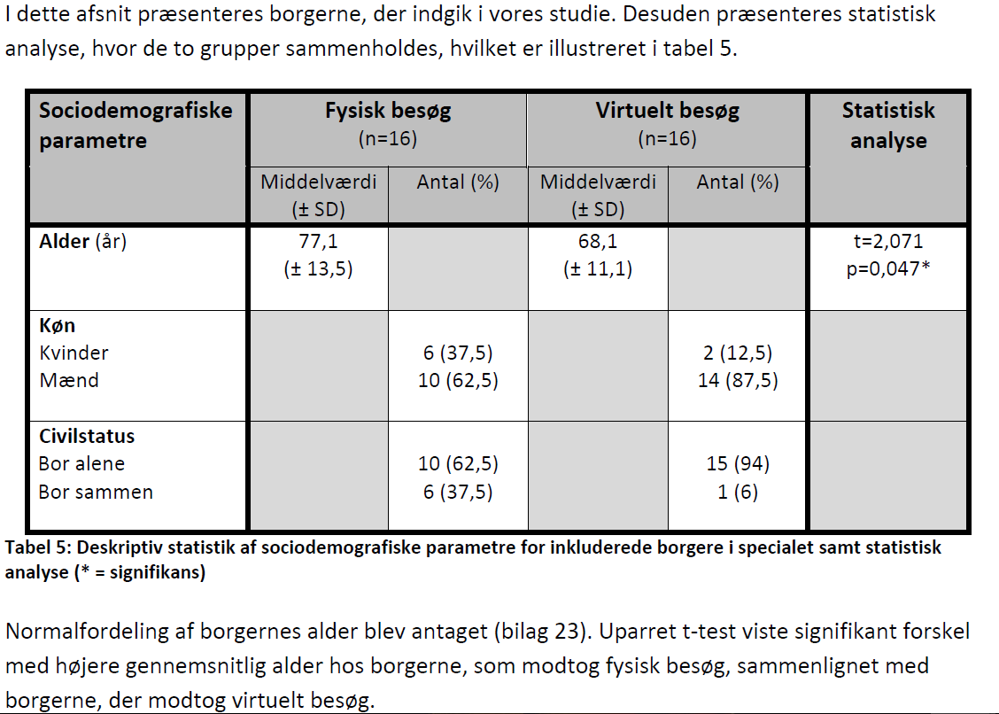 I dette afsnit præsenteres borgerne, der indgik i vores studie. Desuden præsenteres statistisk
analyse, hvor de to grupper sammenholdes, hvilket er illustreret i tabel 5.
Sociodemografiske parametre
Fysisk besøg
(n=16)
Virtuelt besøg
(n=16)
Statistisk analyse
Middelværdi (± SD)
Antal (%)
Middelværdi (± SD)
Antal (%)
Alder (år)
77,1 (± 13,5)
68,1 (± 11,1)
t=2,071
p=0,047*
Køn
Kvinder 6 (37,5) 2 (12,5)
Mænd 10 (62,5) 14 (87,5)
Civilstatus
Bor alene 10 (62,5) 15 (94)
Bor sammen 6 (37,5) 1 (6)
Tabel 5: Deskriptiv statistik af sociodemografiske parametre for inkluderede borgere i specialet samt statistisk
analyse (* = signifikans)
Normalfordeling af borgernes alder blev antaget (bilag 23). Uparret t-test viste signifikant forskel
med højere gennemsnitlig alder hos borgerne, som modtog fysisk besøg, sammenlignet med
borgerne, der modtog virtuelt besøg.